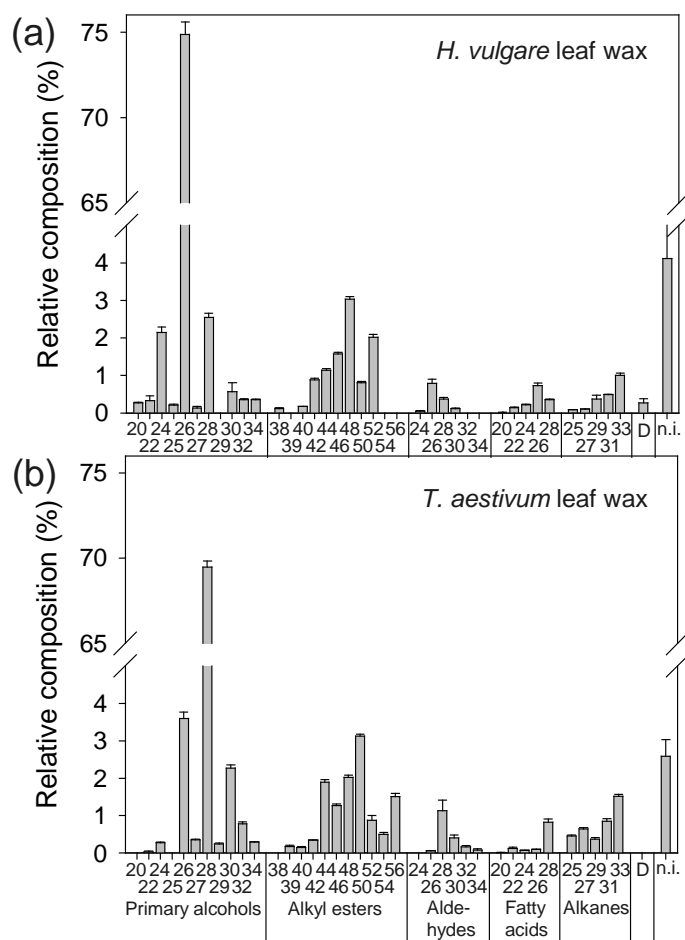 (a)
75
H. vulgare leaf wax
70
65
Relative composition (%)
4
3
2
1
0
20 24 26 28 30 34 38 40 44 48 52 56 24 28 32 20 24 28 25 29 33 D n.i.
22 25 27 29 32 39 42 46 50 54 26 30 34 22 26 27 31
(b)
75
T. aestivum leaf wax
70
65
Relative composition (%)
4
3
2
1
0
20 24 26 28 30 34 38 40 44 48 52 56 24 28 32 20 24 28 25 29 33 D n.i.
22 25 27 29 32 39 42 46 50 54 26 30 34 22 26 27 31
Primary alcohols Alkyl esters Alde- Fatty Alkanes
hydes acids